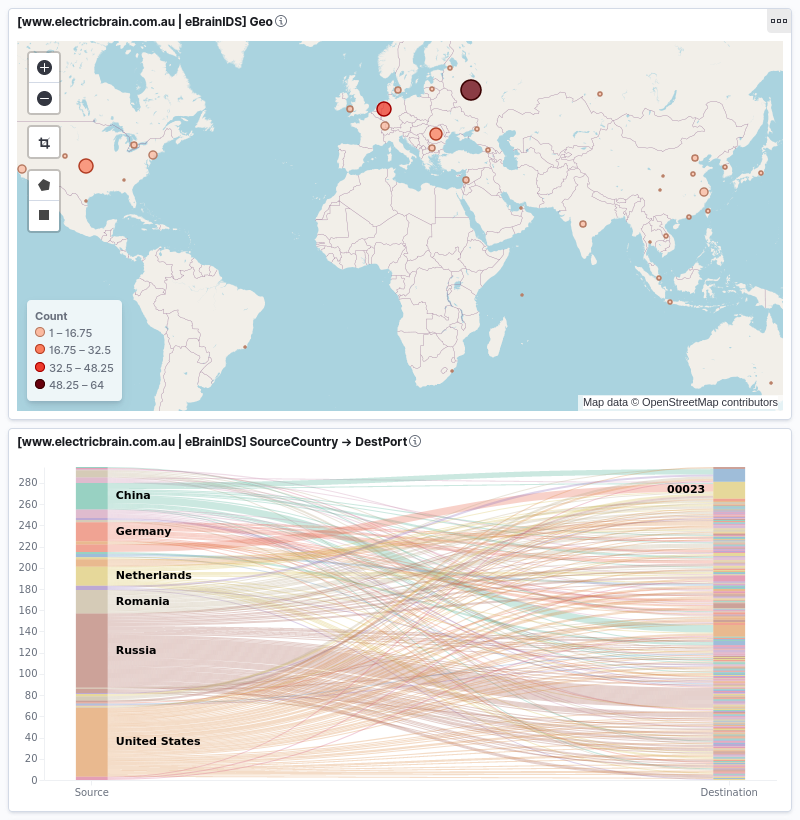 [www.electricbrain.com.au | eBrainIDS] Geo
Count
1 – 16.75
16.75 – 32.5
32.5 – 48.25
48.25 – 64
Map data © OpenStreetMap contributors
[www.electricbrain.com.au | eBrainIDS] SourceCountry → DestPort
280
260
240
220
200
180
160
140
120
100
80
60
40
20
0
China
Germany
Netherlands
Romania
Russia
United States
00023
Source
Destination